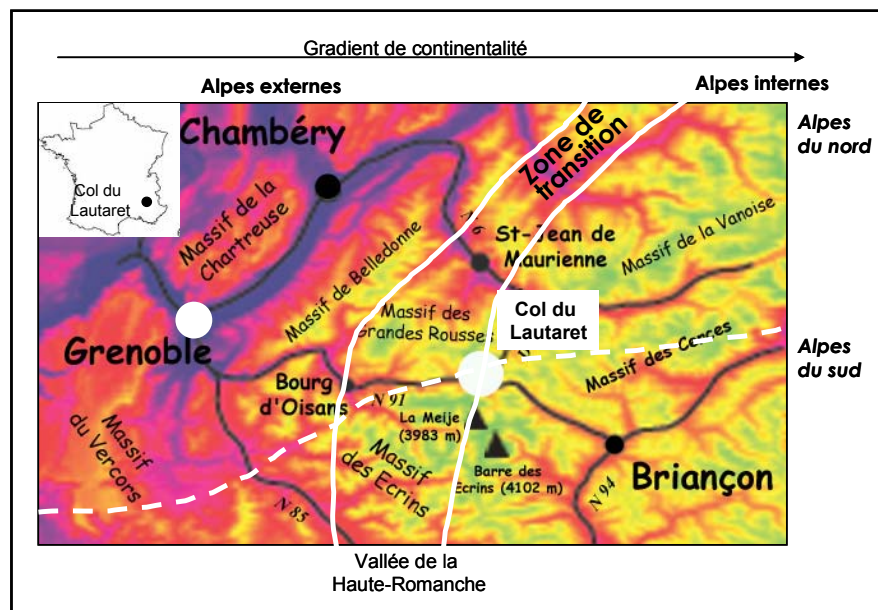 Gradient de continentalité
Alpes externes
Alpes internes
Alpes
du nord
Col du
Lautaret
Chambéry
Zone de
transition
Massif de la
Chartreuse
N 6
St-Jean de
Maurienne
Massif de la Vanoise
Massif de Belledonne
Massif des
Grandes Rousses
Col du
Lautaret
Massif des Cerces
Grenoble
Alpes
du sud
Bourg
d'Oisans
N 91
La Meije
(3983 m)
Massif
du Vercors
Massif
des Ecrins
Barre des
Ecrins (4102 m)
Briançon
N 94
N 85
Vallée de la
Haute-Romanche